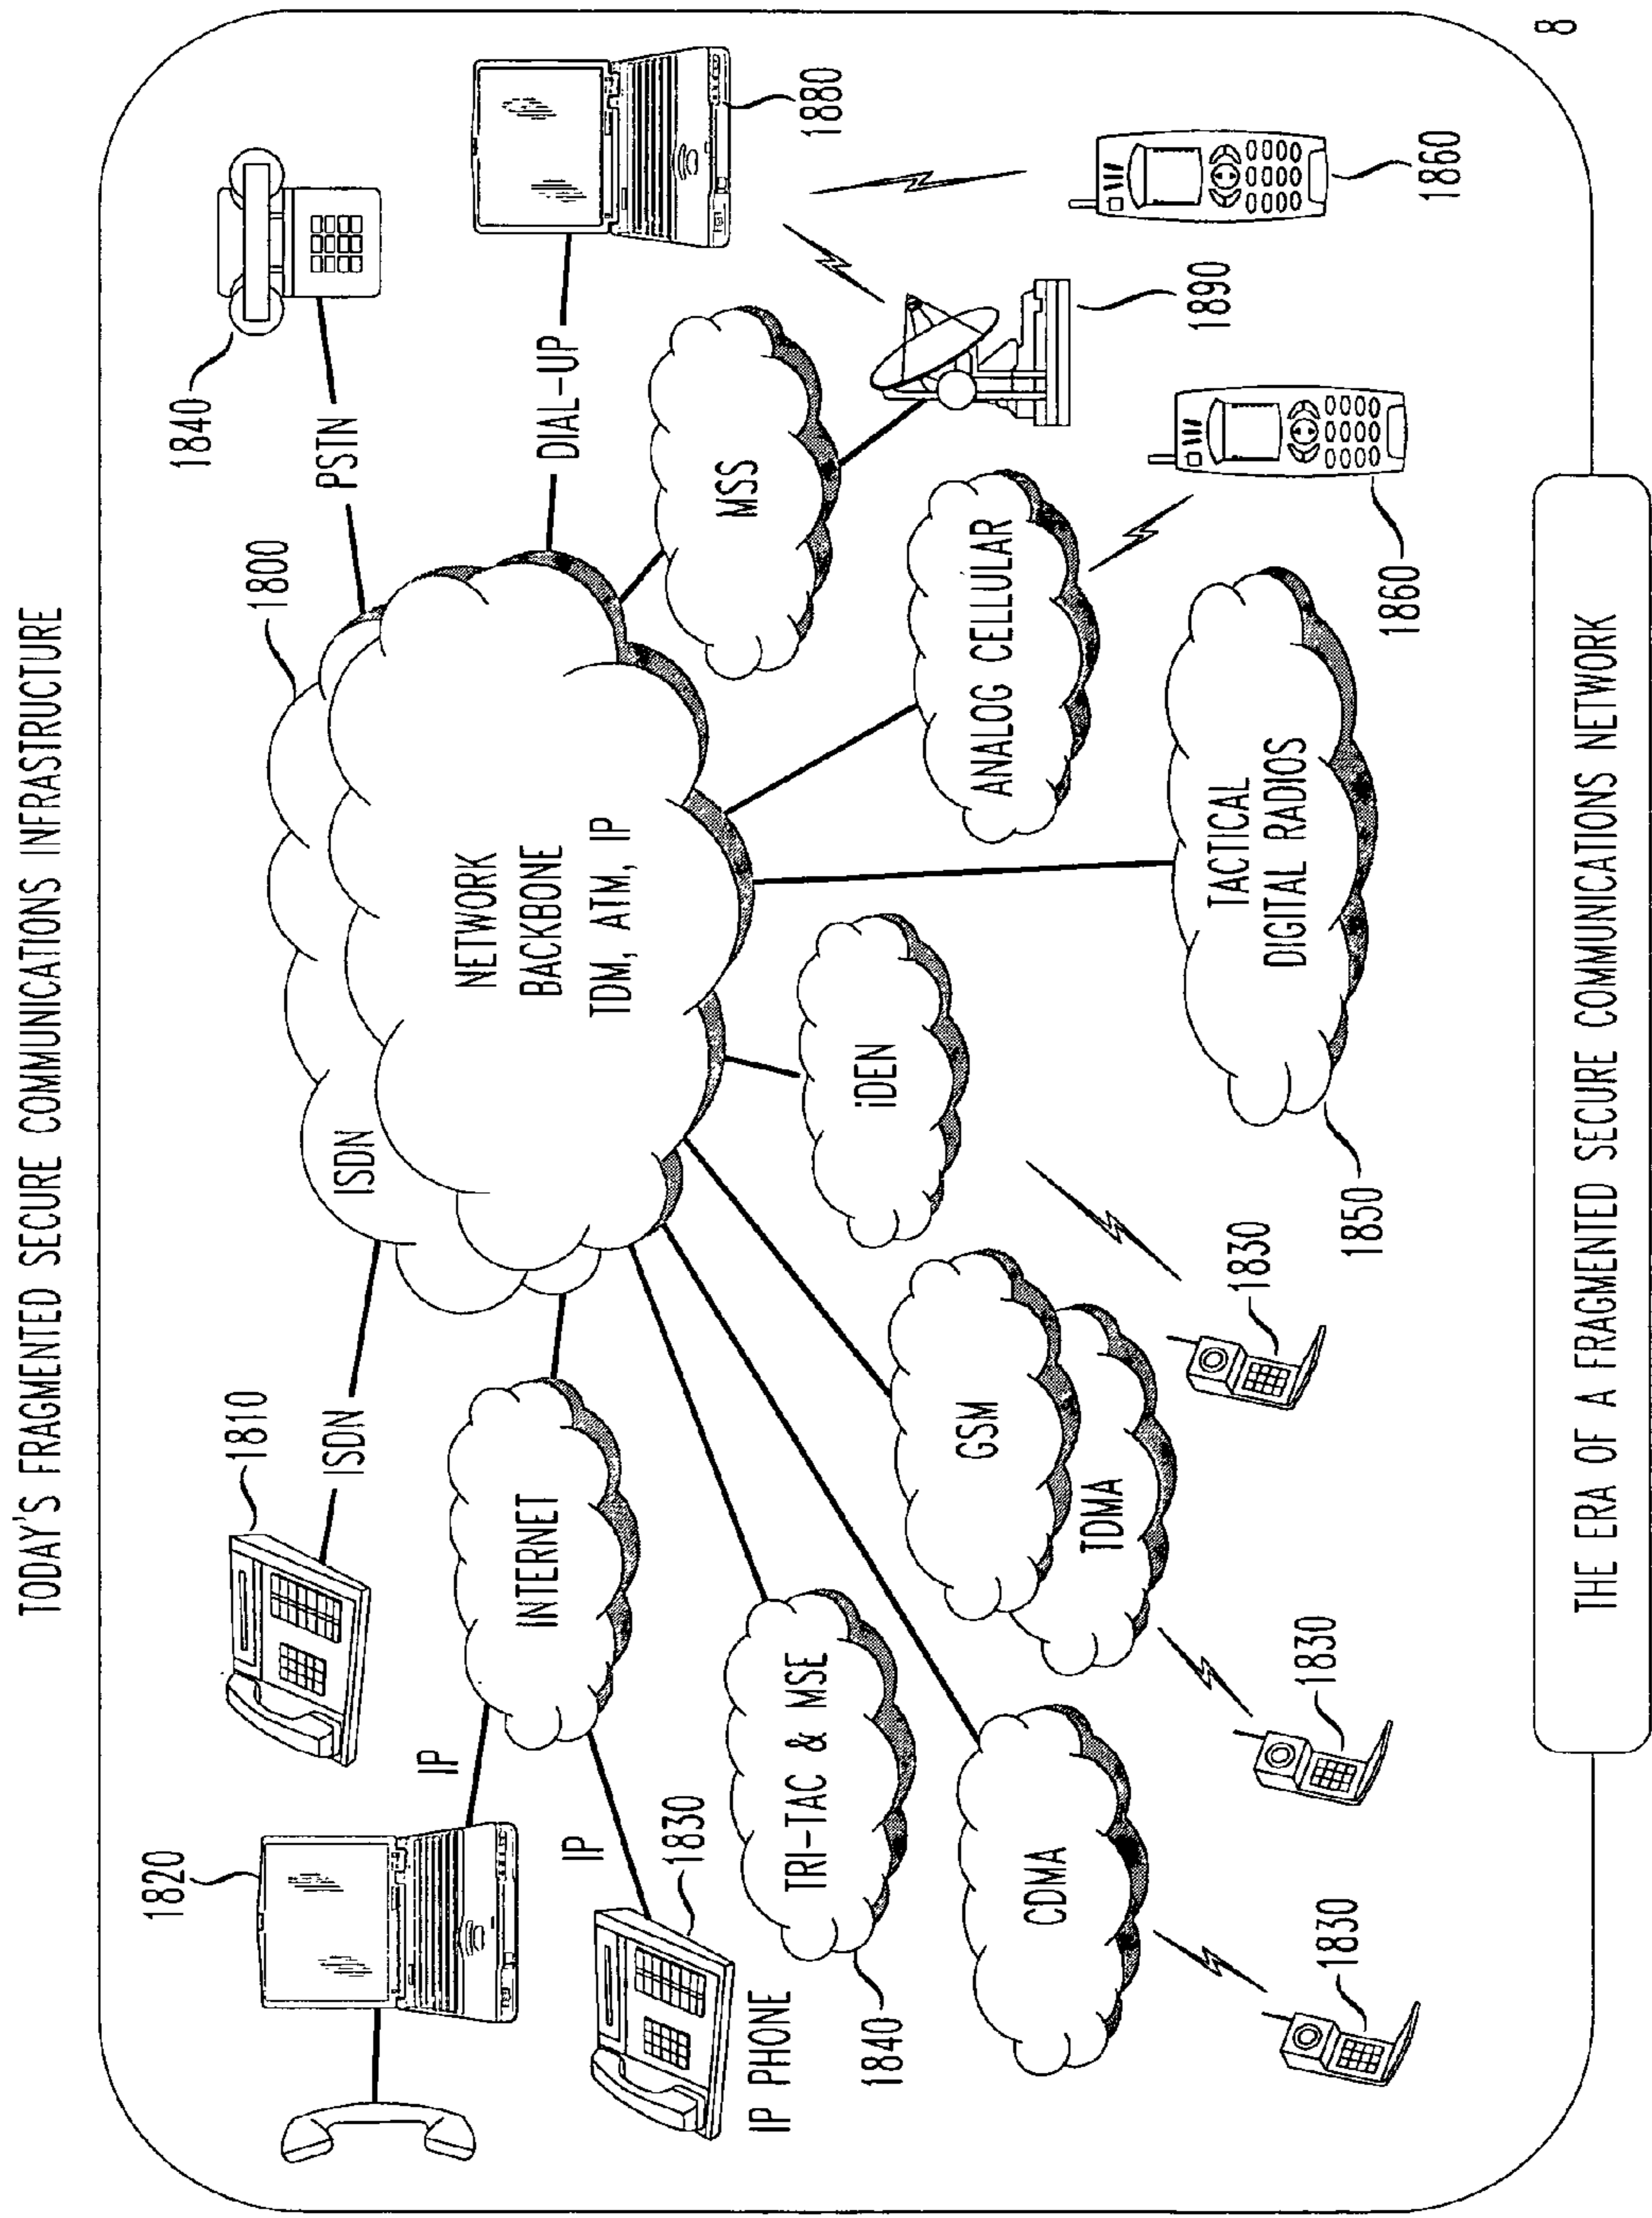 TODAY'S FRAGMENTED SECURE COMMUNICATIONS INFRASTRUCTURE
1820
1810
1840
ISDN
ISDN
1800
PSTN
IP
INTERNET
NETWORK
BACKBONE
TDM, ATM, IP
DIAL-UP
1880
IP
1830
IP PHONE
TRI-TAC & MSE
1840
MSS
iDEN
GSM
ANALOG CELLULAR
CDMA
TDMA
1890
TACTICAL
DIGITAL RADIOS
1830
1830
1830
1850
1860
1860
THE ERA OF A FRAGMENTED SECURE COMMUNICATIONS NETWORK
8